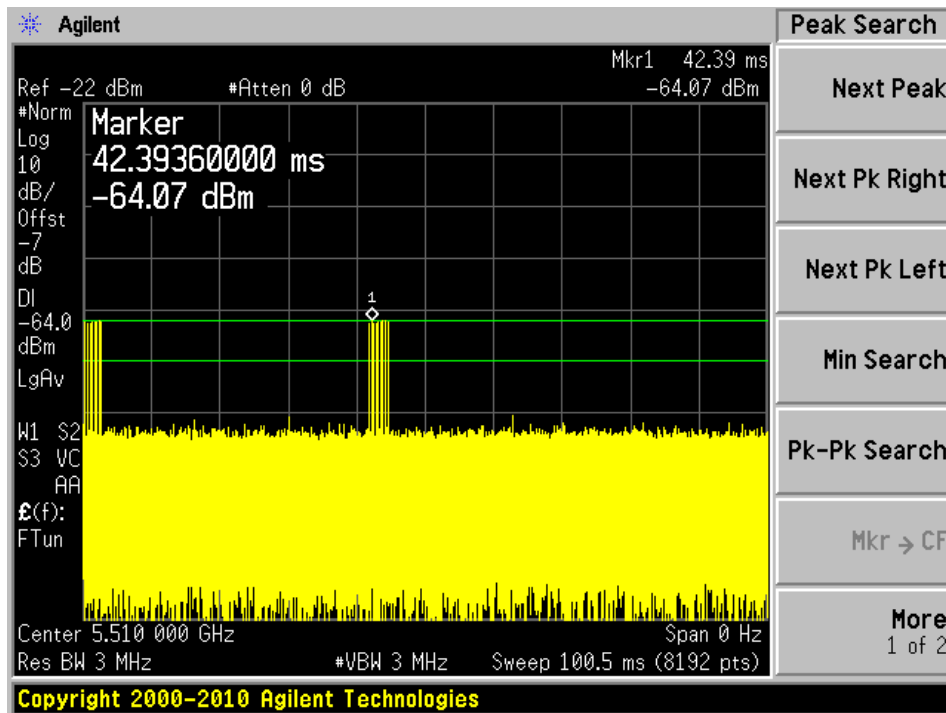 Agilent
Peak Search
Mkr1 42.39 ms
Ref -22 dBm #Atten 0 dB -64.07 dBm
#Norm
Log
10
dB/
Offst
-7
dB
DI
-64.0
dBm
LgAv
W1 S2
S3 VC
AA
£(f):
FTun
Marker
42.39360000 ms
-64.07 dBm
1
Center 5.510 000 GHz Span 0 Hz
Res BW 3 MHz #VBW 3 MHz Sweep 100.5 ms (8192 pts)
Copyright 2000-2010 Agilent Technologies
Next Peak
Next Pk Right
Next Pk Left
Min Search
Pk-Pk Search
Mkr → CF
More
1 of 2